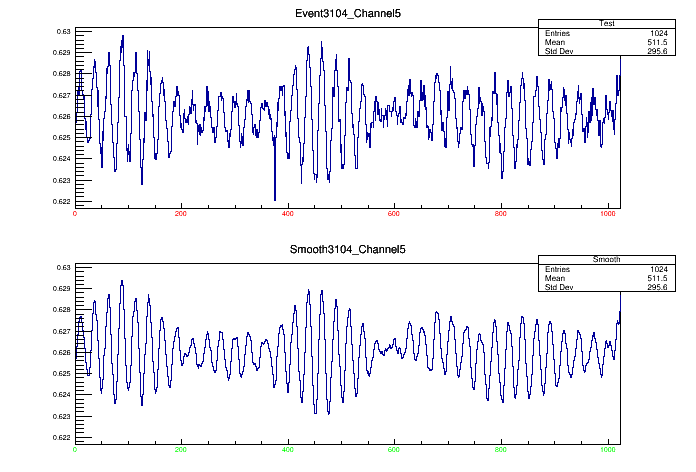 Event3104_Channel5
Test
Entries 1024
Mean 511.5
Std Dev 295.6
0.63
0.629
0.628
0.627
0.626
0.625
0.624
0.623
0.622
0 200 400 600 800 1000
Smooth3104_Channel5
Smooth
Entries 1024
Mean 511.5
Std Dev 295.6
0.63
0.629
0.628
0.627
0.626
0.625
0.624
0.623
0.622
0 200 400 600 800 1000